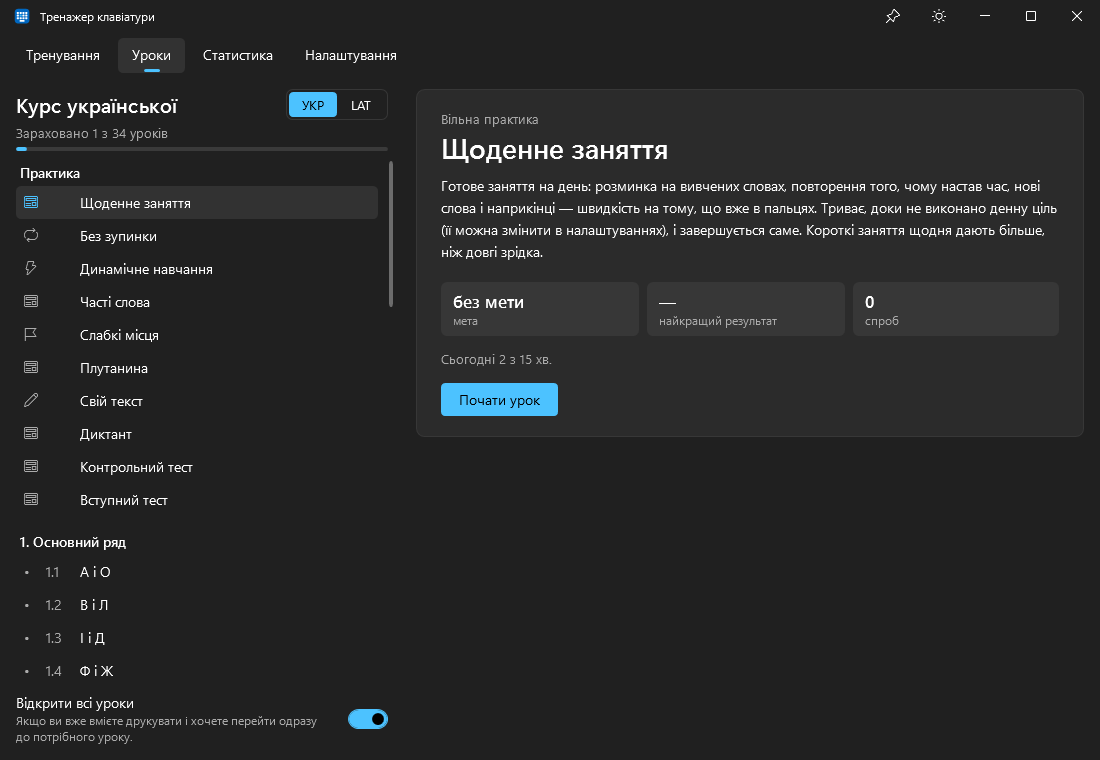 Тренажер клавіатури
Тренування Уроки Статистика Налаштування
Курс української
УКР LAT
Зараховано 1 з 34 уроків
Практика
Щоденне заняття
Без зупинки
Динамічне навчання
Часті слова
Слабкі місця
Плутанина
Свій текст
Диктант
Контрольний тест
Вступний тест
1. Основний ряд
• 1.1 А і О
• 1.2 В і Л
• 1.3 І і Д
• 1.4 Ф і Ж
Відкрити всі уроки
Якщо ви вже вмієте друкувати і хочете перейти одразу
до потрібного уроку.
Вільна практика
Щоденне заняття
Готове заняття на день: розминка на вивчених словах, повторення того, чому настав час, нові
слова і наприкінці — швидкість на тому, що вже в пальцях. Триває, доки не виконано денну ціль
(її можна змінити в налаштуваннях), і завершується саме. Короткі заняття щодня дають більше,
ніж довгі зрідка.
без мети
мета
—
найкращий результат
0
спроб
Сьогодні 2 з 15 хв.
Почати урок